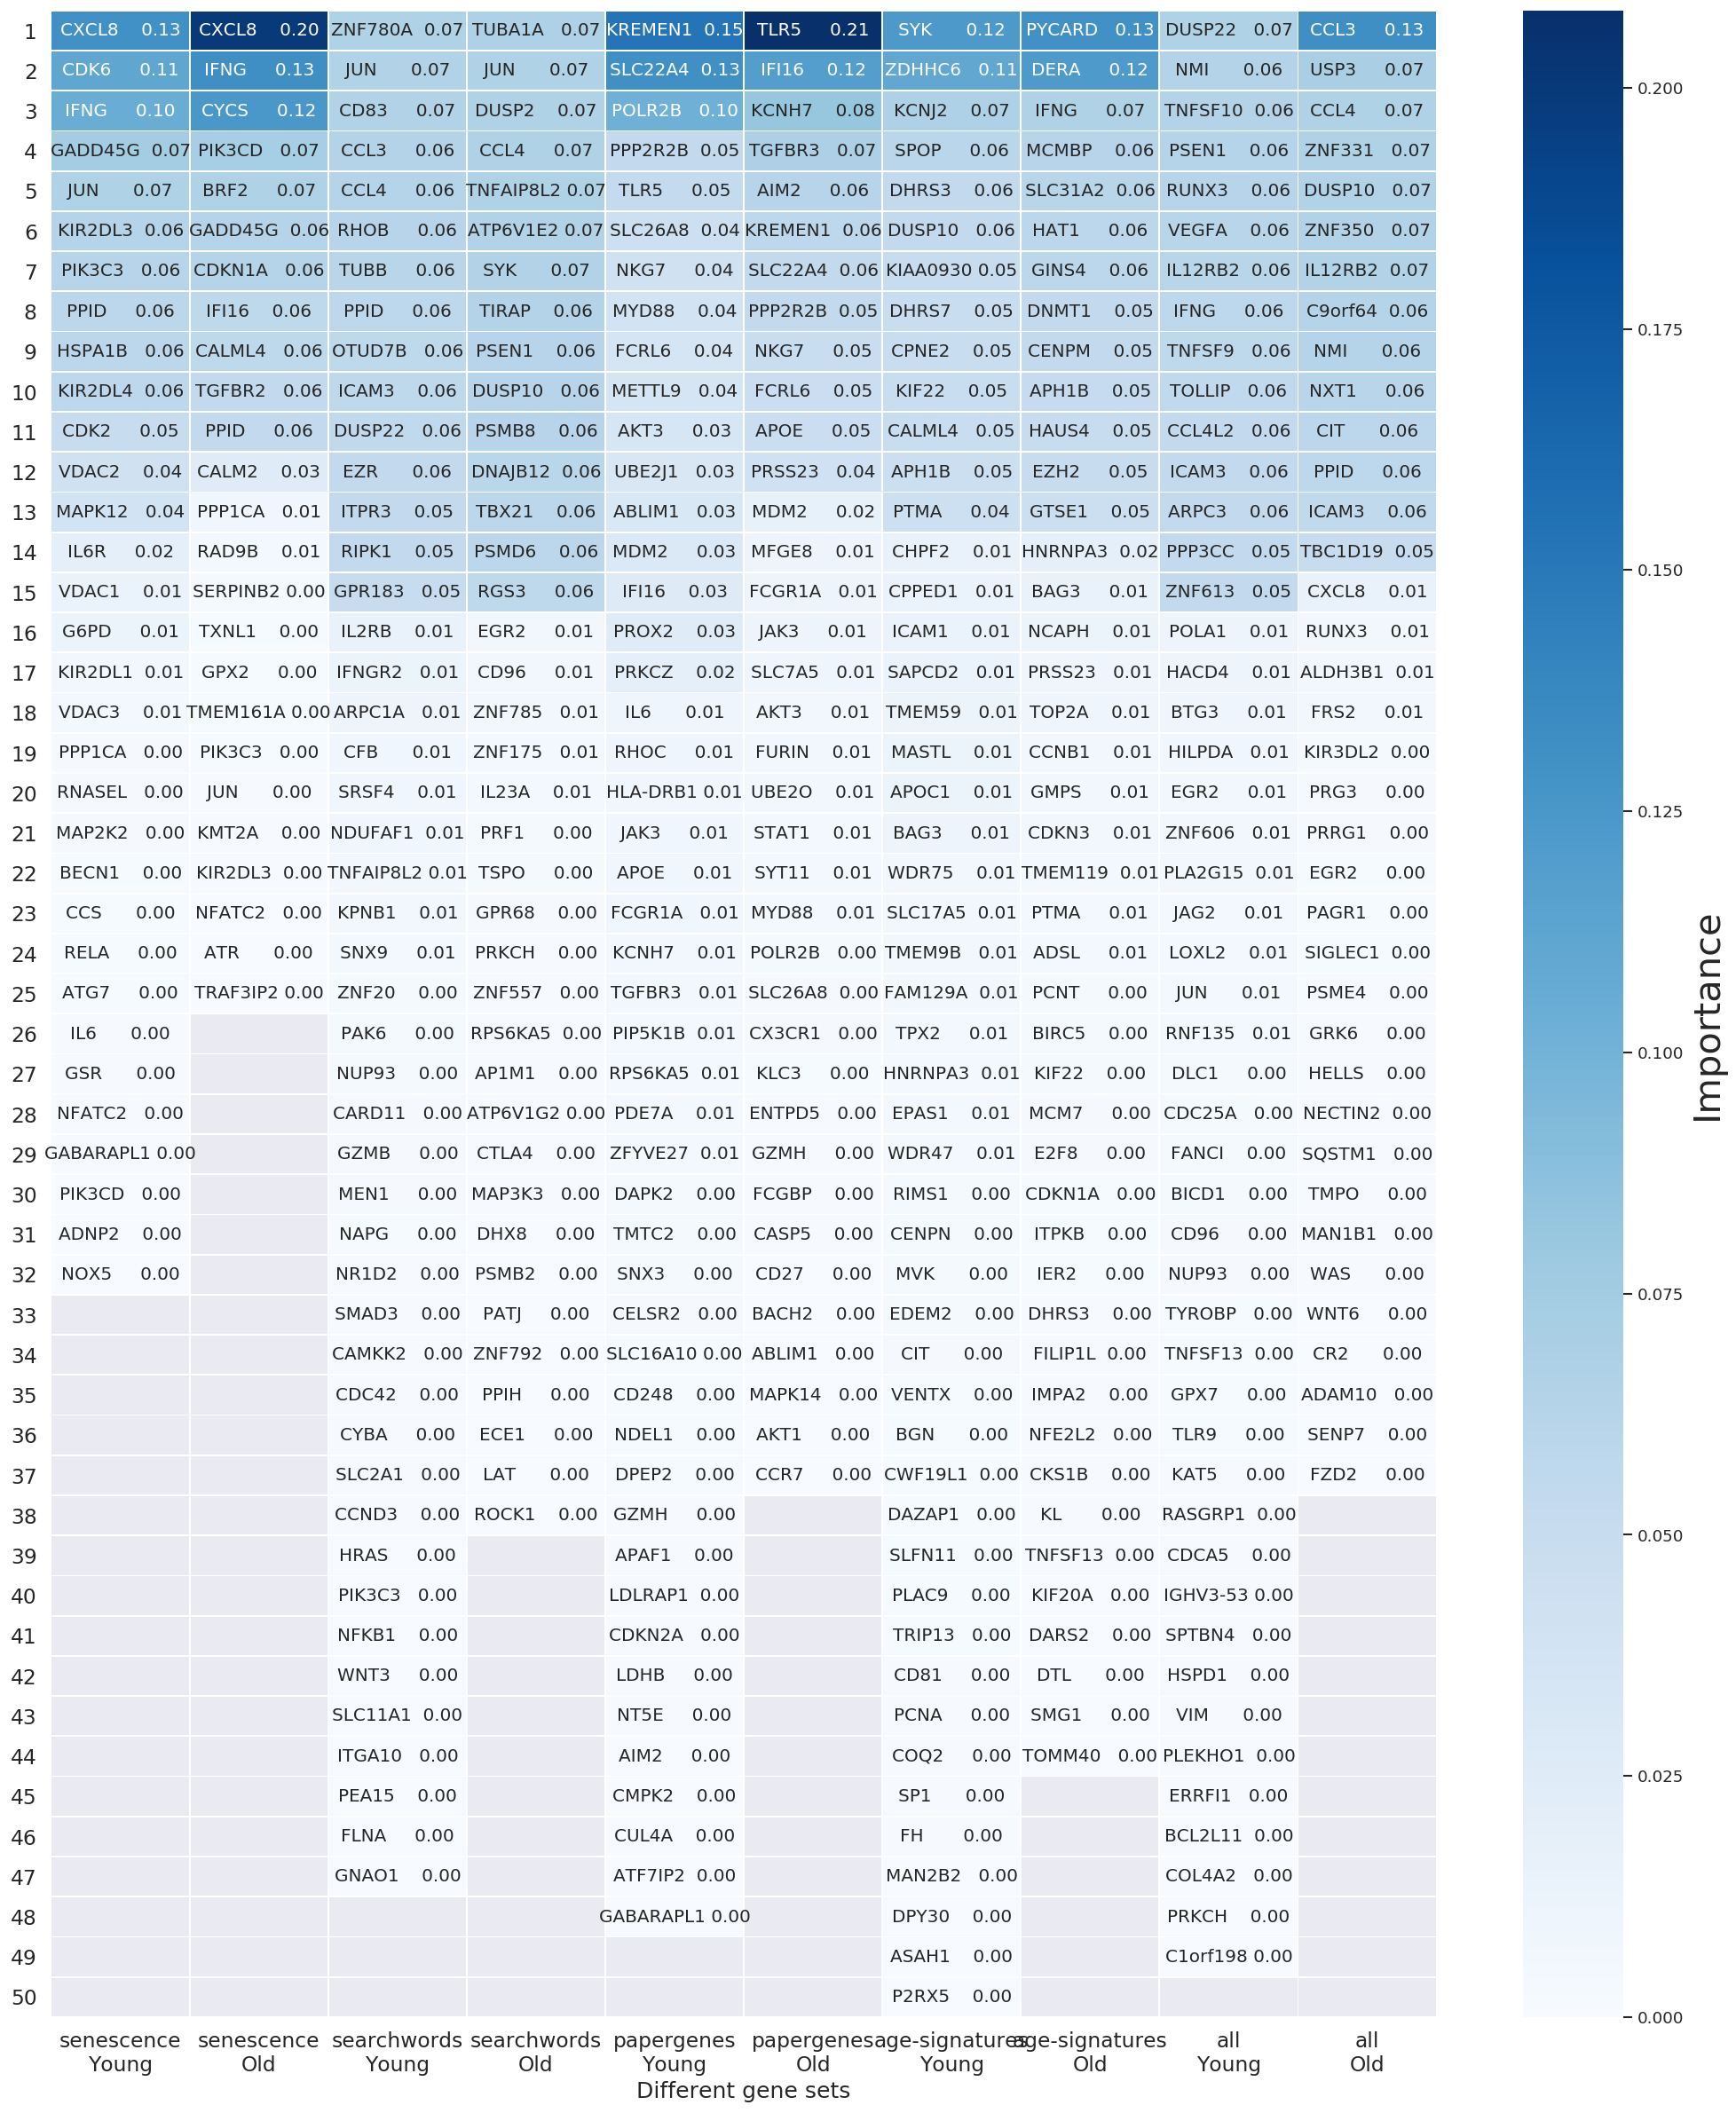 1 CXCL8 0.13 CXCL8 0.20 ZNF780A 0.07 TUBA1A 0.07 KREMEN1 0.15 TLR5 0.21 SYK 0.12 PYCARD 0.13 DUSP22 0.07 CCL3 0.13
2 CDK6 0.11 IFNG 0.13 JUN 0.07 JUN 0.07 SLC22A4 0.13 IFI16 0.12 ZDHHC6 0.11 DERA 0.12 NMI 0.06 USP3 0.07
3 IFNG 0.10 CYCS 0.12 CD83 0.07 DUSP2 0.07 POLR2B 0.10 KCNH7 0.08 KCNJ2 0.07 IFNG 0.07 TNFSF10 0.06 CCL4 0.07
4 GADD45G 0.07 PIK3CD 0.07 CCL3 0.06 CCL4 0.07 PPP2R2B 0.05 TGFBR3 0.07 SPOP 0.06 MCMBP 0.06 PSEN1 0.06 ZNF331 0.07
5 JUN 0.07 BRF2 0.07 CCL4 0.06 TNFAIP8L2 0.07 TLR5 0.05 AIM2 0.06 DHRS3 0.06 SLC31A2 0.06 RUNX3 0.06 DUSP10 0.07
6 KIR2DL3 0.06 GADD45G 0.06 RHOB 0.06 ATP6V1E2 0.07 SLC26A8 0.04 KREMEN1 0.06 DUSP10 0.06 HAT1 0.06 VEGFA 0.06 ZNF350 0.07
7 PIK3C3 0.06 CDKN1A 0.06 TUBB 0.06 SYK 0.07 NKG7 0.04 SLC22A4 0.06 KIAA0930 0.05 GINS4 0.06 IL12RB2 0.06 IL12RB2 0.07
8 PPID 0.06 IFI16 0.06 PPID 0.06 TIRAP 0.06 MYD88 0.04 PPP2R2B 0.05 DHRS7 0.05 DNMT1 0.05 IFNG 0.06 C9orf64 0.06
9 HSPA1B 0.06 CALML4 0.06 OTUD7B 0.06 PSEN1 0.06 FCRL6 0.04 NKG7 0.05 CPNE2 0.05 CENPM 0.05 TNFSF9 0.06 NMI 0.06
10 KIR2DL4 0.06 TGFBR2 0.06 ICAM3 0.06 DUSP10 0.06 METTL9 0.04 FCRL6 0.05 KIF22 0.05 APH1B 0.05 TOLLIP 0.06 NXT1 0.06
11 CDK2 0.05 PPID 0.06 DUSP22 0.06 PSMB8 0.06 AKT3 0.03 APOE 0.05 CALML4 0.05 HAUS4 0.05 CCL4L2 0.06 CIT 0.06
12 VDAC2 0.04 CALM2 0.03 EZR 0.06 DNAJB12 0.06 UBE2J1 0.03 PRSS23 0.04 APH1B 0.05 EZH2 0.05 ICAM3 0.06 PPID 0.06
13 MAPK12 0.04 PPP1CA 0.01 ITPR3 0.05 TBX21 0.06 ABLIM1 0.03 MDM2 0.02 PTMA 0.04 GTSE1 0.05 ARPC3 0.06 ICAM3 0.06
14 IL6R 0.02 RAD9B 0.01 RIPK1 0.05 PSMD6 0.06 MDM2 0.03 MFGE8 0.01 CHPF2 0.01 HNRNPA3 0.02 PPP3CC 0.05 TBC1D19 0.05
15 VDAC1 0.01 SERPINB2 0.00 GPR183 0.05 RGS3 0.06 IFI16 0.03 FCGR1A 0.01 CPPED1 0.01 BAG3 0.01 ZNF613 0.05 CXCL8 0.01
16 G6PD 0.01 TXNL1 0.00 IL2RB 0.01 EGR2 0.01 PROX2 0.03 JAK3 0.01 ICAM1 0.01 NCAPH 0.01 POLA1 0.01 RUNX3 0.01
17 KIR2DL1 0.01 GPX2 0.00 IFNGR2 0.01 CD96 0.01 PRKCZ 0.02 SLC7A5 0.01 SAPCD2 0.01 PRSS23 0.01 HACD4 0.01 ALDH3B1 0.01
18 VDAC3 0.01 TMEM161A 0.00 ARPC1A 0.01 ZNF785 0.01 IL6 0.01 AKT3 0.01 TMEM59 0.01 TOP2A 0.01 BTG3 0.01 FRS2 0.01
19 PPP1CA 0.00 PIK3C3 0.00 CFB 0.01 ZNF175 0.01 RHOC 0.01 FURIN 0.01 MASTL 0.01 CCNB1 0.01 HILPDA 0.01 KIR3DL2 0.00
20 RNASEL 0.00 JUN 0.00 SRSF4 0.01 IL23A 0.01 HLA-DRB1 0.01 UBE2O 0.01 APOC1 0.01 GMPS 0.01 EGR2 0.01 PRG3 0.00
21 MAP2K2 0.00 KMT2A 0.00 NDUFAF1 0.01 PRF1 0.00 JAK3 0.01 STAT1 0.01 BAG3 0.01 CDKN3 0.01 ZNF606 0.01 PRRG1 0.00
22 BECN1 0.00 KIR2DL3 0.00 TNFAIP8L2 0.01 TSPO 0.00 APOE 0.01 SYT11 0.01 WDR75 0.01 TMEM119 0.01 PLA2G15 0.01 EGR2 0.00
23 CCS 0.00 NFATC2 0.00 KPNB1 0.01 GPR68 0.00 FCGR1A 0.01 MYD88 0.01 SLC17A5 0.01 PTMA 0.01 JAG2 0.01 PAGR1 0.00
24 RELA 0.00 ATR 0.00 SNX9 0.01 PRKCH 0.00 KCNH7 0.01 POLR2B 0.00 TMEM9B 0.01 ADSL 0.01 LOXL2 0.01 SIGLEC1 0.00
25 ATG7 0.00 TRAF3IP2 0.00 ZNF20 0.00 ZNF557 0.00 TGFBR3 0.01 SLC26A8 0.00 FAM129A 0.01 PCNT 0.00 JUN 0.01 PSME4 0.00
26 IL6 0.00 PAK6 0.00 RPS6KA5 0.00 PIP5K1B 0.01 CX3CR1 0.00 TPX2 0.01 BIRC5 0.00 RNF135 0.01 GRK6 0.00
27 GSR 0.00 NUP93 0.00 AP1M1 0.00 RPS6KA5 0.01 KLC3 0.00 HNRNPA3 0.01 KIF22 0.00 DLC1 0.00 HELLS 0.00
28 NFATC2 0.00 CARD11 0.00 ATP6V1G2 0.00 PDE7A 0.01 ENTPD5 0.00 EPAS1 0.01 MCM7 0.00 CDC25A 0.00 NECTIN2 0.00
29 GABARAPL1 0.00 GZMB 0.00 CTLA4 0.00 ZFYVE27 0.01 GZMH 0.00 WDR47 0.01 E2F8 0.00 FANCI 0.00 SQSTM1 0.00
30 PIK3CD 0.00 MEN1 0.00 MAP3K3 0.00 DAPK2 0.00 FCGBP 0.00 RIMS1 0.00 CDKN1A 0.00 BICD1 0.00 TMPO 0.00
31 ADNP2 0.00 NAPG 0.00 DHX8 0.00 TMTC2 0.00 CASP5 0.00 CENPN 0.00 ITPKB 0.00 CD96 0.00 MAN1B1 0.00
32 NOX5 0.00 NR1D2 0.00 PSMB2 0.00 SNX3 0.00 CD27 0.00 MVK 0.00 IER2 0.00 NUP93 0.00 WAS 0.00
33 SMAD3 0.00 PATJ 0.00 CELSR2 0.00 BACH2 0.00 EDEM2 0.00 DHRS3 0.00 TYROBP 0.00 WNT6 0.00
34 CAMKK2 0.00 ZNF792 0.00 SLC16A10 0.00 ABLIM1 0.00 CIT 0.00 FILIP1L 0.00 TNFSF13 0.00 CR2 0.00
35 CDC42 0.00 PPIH 0.00 CD248 0.00 MAPK14 0.00 VENTX 0.00 IMPA2 0.00 GPX7 0.00 ADAM10 0.00
36 CYBA 0.00 ECE1 0.00 NDEL1 0.00 AKT1 0.00 BGN 0.00 NFE2L2 0.00 TLR9 0.00 SENP7 0.00
37 SLC2A1 0.00 LAT 0.00 DPEP2 0.00 CCR7 0.00 CWF19L1 0.00 CKS1B 0.00 KAT5 0.00 FZD2 0.00
38 CCND3 0.00 ROCK1 0.00 GZMH 0.00 DAZAP1 0.00 KL 0.00 RASGRP1 0.00
39 HRAS 0.00 APAF1 0.00 SLFN11 0.00 TNFSF13 0.00 CDCA5 0.00
40 PIK3C3 0.00 LDLRAP1 0.00 PLAC9 0.00 KIF20A 0.00 IGHV3-53 0.00
41 NFKB1 0.00 CDKN2A 0.00 TRIP13 0.00 DARS2 0.00 SPTBN4 0.00
42 WNT3 0.00 LDHB 0.00 CD81 0.00 DTL 0.00 HSPD1 0.00
43 SLC11A1 0.00 NT5E 0.00 PCNA 0.00 SMG1 0.00 VIM 0.00
44 ITGA10 0.00 AIM2 0.00 COQ2 0.00 TOMM40 0.00 PLEKHO1 0.00
45 PEA15 0.00 CMPK2 0.00 SP1 0.00 ERRFI1 0.00
46 FLNA 0.00 CUL4A 0.00 FH 0.00 BCL2L11 0.00
47 GNAO1 0.00 ATF7IP2 0.00 MAN2B2 0.00 COL4A2 0.00
48 GABARAPL1 0.00 DPY30 0.00 PRKCH 0.00
49 ASAH1 0.00 C1orf198 0.00
50 P2RX5 0.00
senescence senescence searchwords searchwords papergenes papergenes age-signatures age-signatures all all
Young Old Young Old Young Old Young Old Young Old
Different gene sets
0.200
0.175
0.150
0.125
0.100
0.075
0.050
0.025
0.000
Importance